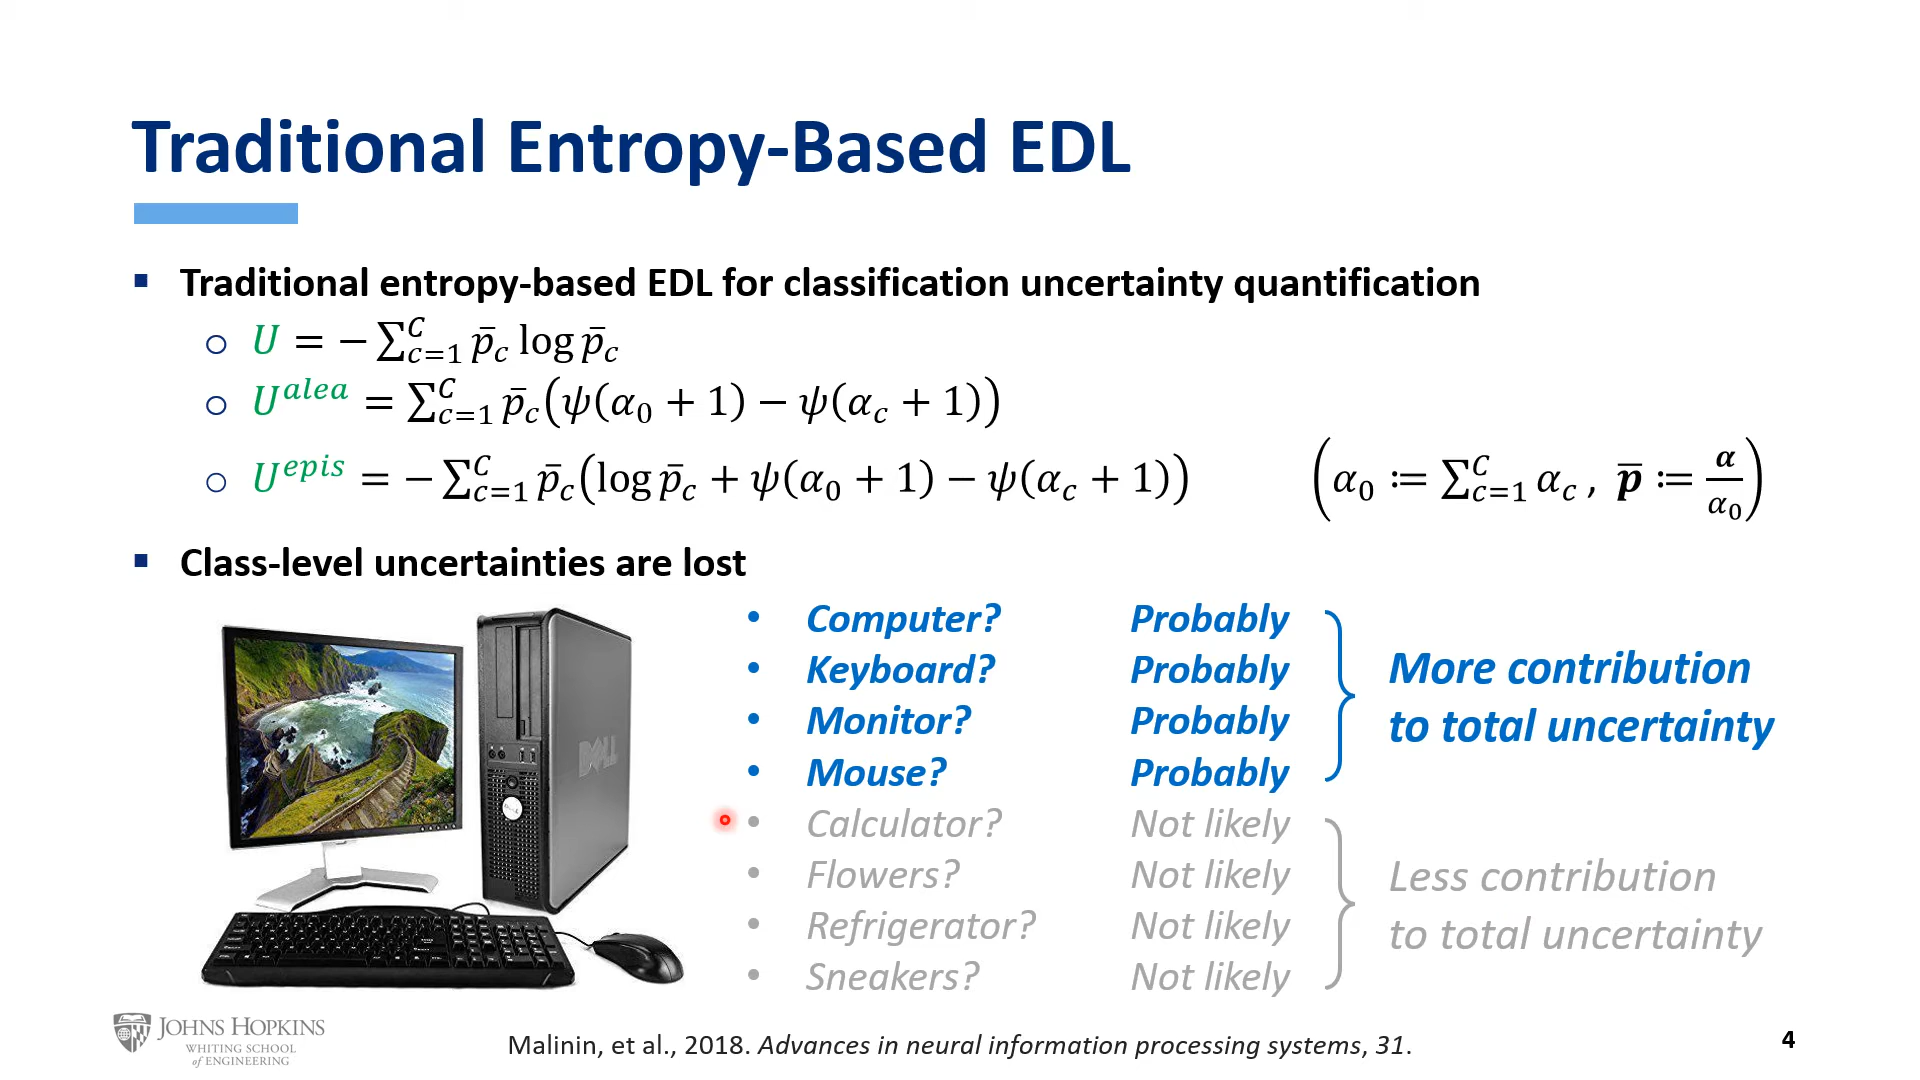 Traditional Entropy-Based EDL
▪ Traditional entropy-based EDL for classification uncertainty quantification
○ U = − ∑_{c=1}^{C} p̄_c log p̄_c
○ U^{alea} = ∑_{c=1}^{C} p̄_c(ψ(α_0 + 1) − ψ(α_c + 1))
○ U^{epis} = − ∑_{c=1}^{C} p̄_c(log p̄_c + ψ(α_0 + 1) − ψ(α_c + 1)) (α_0 ≔ ∑_{c=1}^{C} α_c , p̄ ≔ α/α_0)
▪ Class-level uncertainties are lost
• Computer? Probably
• Keyboard? Probably
• Monitor? Probably
• Mouse? Probably
More contribution
to total uncertainty
• Calculator? Not likely
• Flowers? Not likely
• Refrigerator? Not likely
• Sneakers? Not likely
Less contribution
to total uncertainty
DELL
JOHNS HOPKINS
WHITING SCHOOL
of ENGINEERING
Malinin, et al., 2018. Advances in neural information processing systems, 31.
4